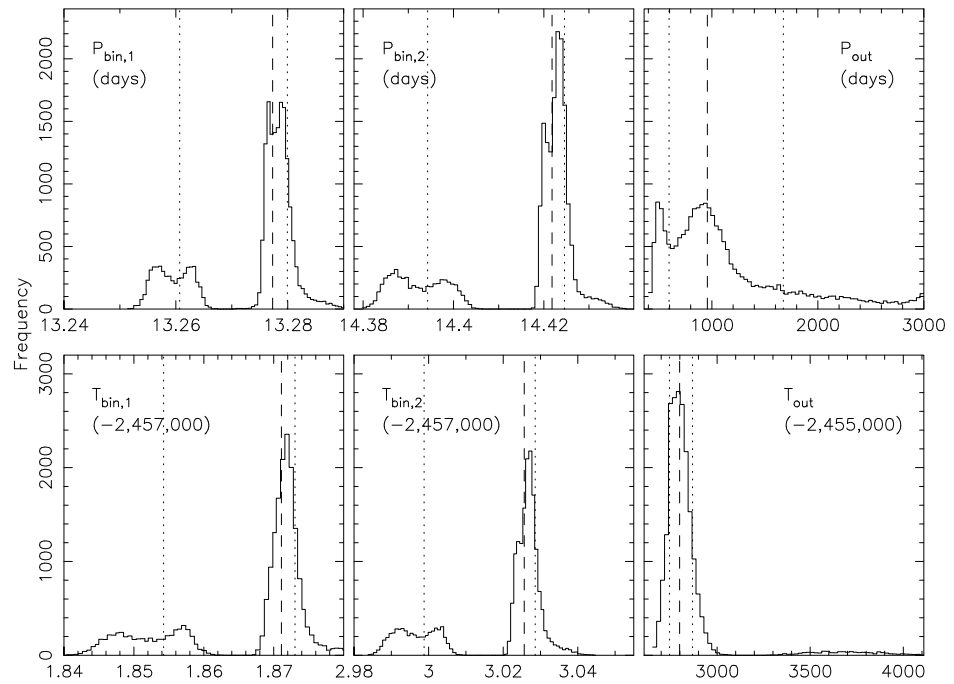 P_bin,1
(days)
P_bin,2
(days)
P_out
(days)
2000
1500
1000
500
0
13.24 13.26 13.28 14.38 14.4 14.42 1000 2000 3000
Frequency
T_bin,1
(−2,457,000)
T_bin,2
(−2,457,000)
T_out
(−2,455,000)
3000
2000
1000
0
1.84 1.85 1.86 1.87 2.98 3 3.02 3.04 3000 3500 4000